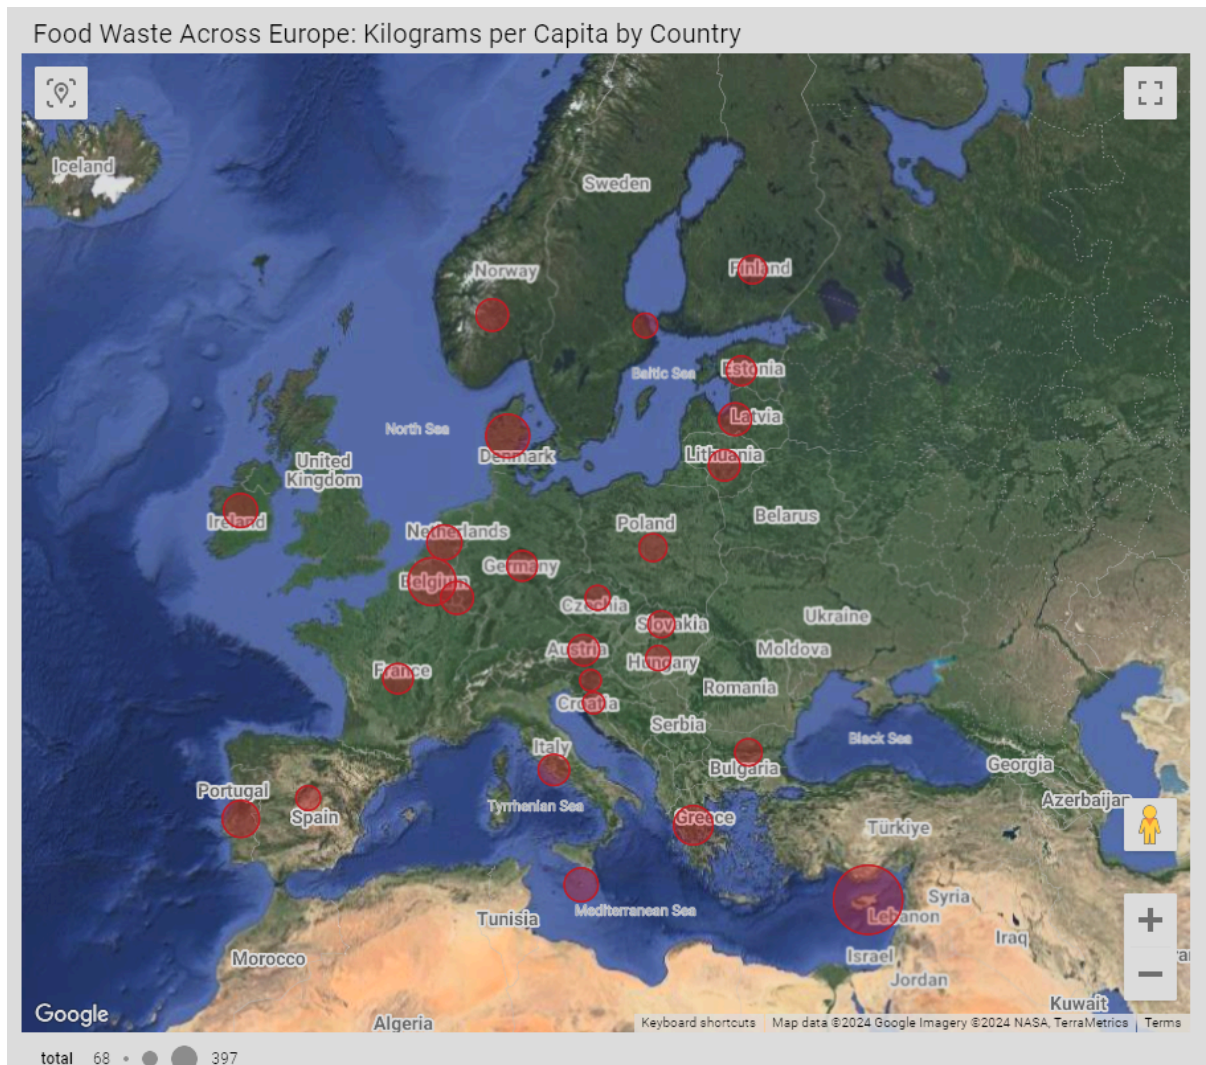 Food Waste Across Europe: Kilograms per Capita by Country
Iceland
Sweden
Finland
Norway
Estonia
Baltic Sea
Latvia
North Sea
Denmark
Lithuania
United
Kingdom
Ireland
Netherlands
Poland
Belarus
Belgium
Germany
Czechia
Slovakia
Ukraine
Austria
Hungary
Moldova
France
Romania
Croatia
Serbia
Black Sea
Italy
Bulgaria
Georgia
Portugal
Spain
Tyrrhenian Sea
Greece
Azerbaijan
Türkiye
Tunisia
Mediterranean Sea
Syria
Lebanon
Iraq
Israel
Morocco
Jordan
Kuwait
Google
Algeria
Keyboard shortcuts
Map data ©2024 Google Imagery ©2024 NASA, TerraMetrics
Terms
total 68 397